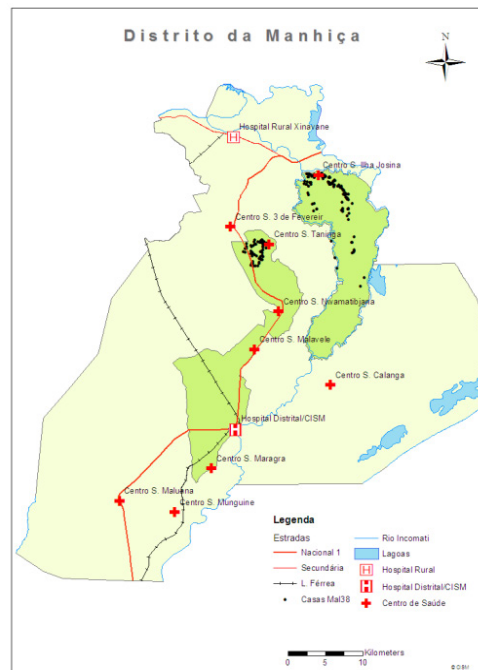 Distrito da Manhiça
N
Hospital Rural Xinavane
Centro S. Ilha Josina
Centro S. 3 de Fevereir
Centro S. Taninga
Centro S. Nwamatibjana
Centro S. Malavele
Centro S. Calanga
Hospital Distrital/CISM
Centro S. Maragra
Centro S. Maluana
Centro S. Munguine
Legenda
Estradas
Nacional 1
Secundária
L. Férrea
Casas Mal38
Rio Incomati
Lagoas
Hospital Rural
Hospital Distrital/CISM
Centro de Saúde
Kilometers
0 5 10
© CISM